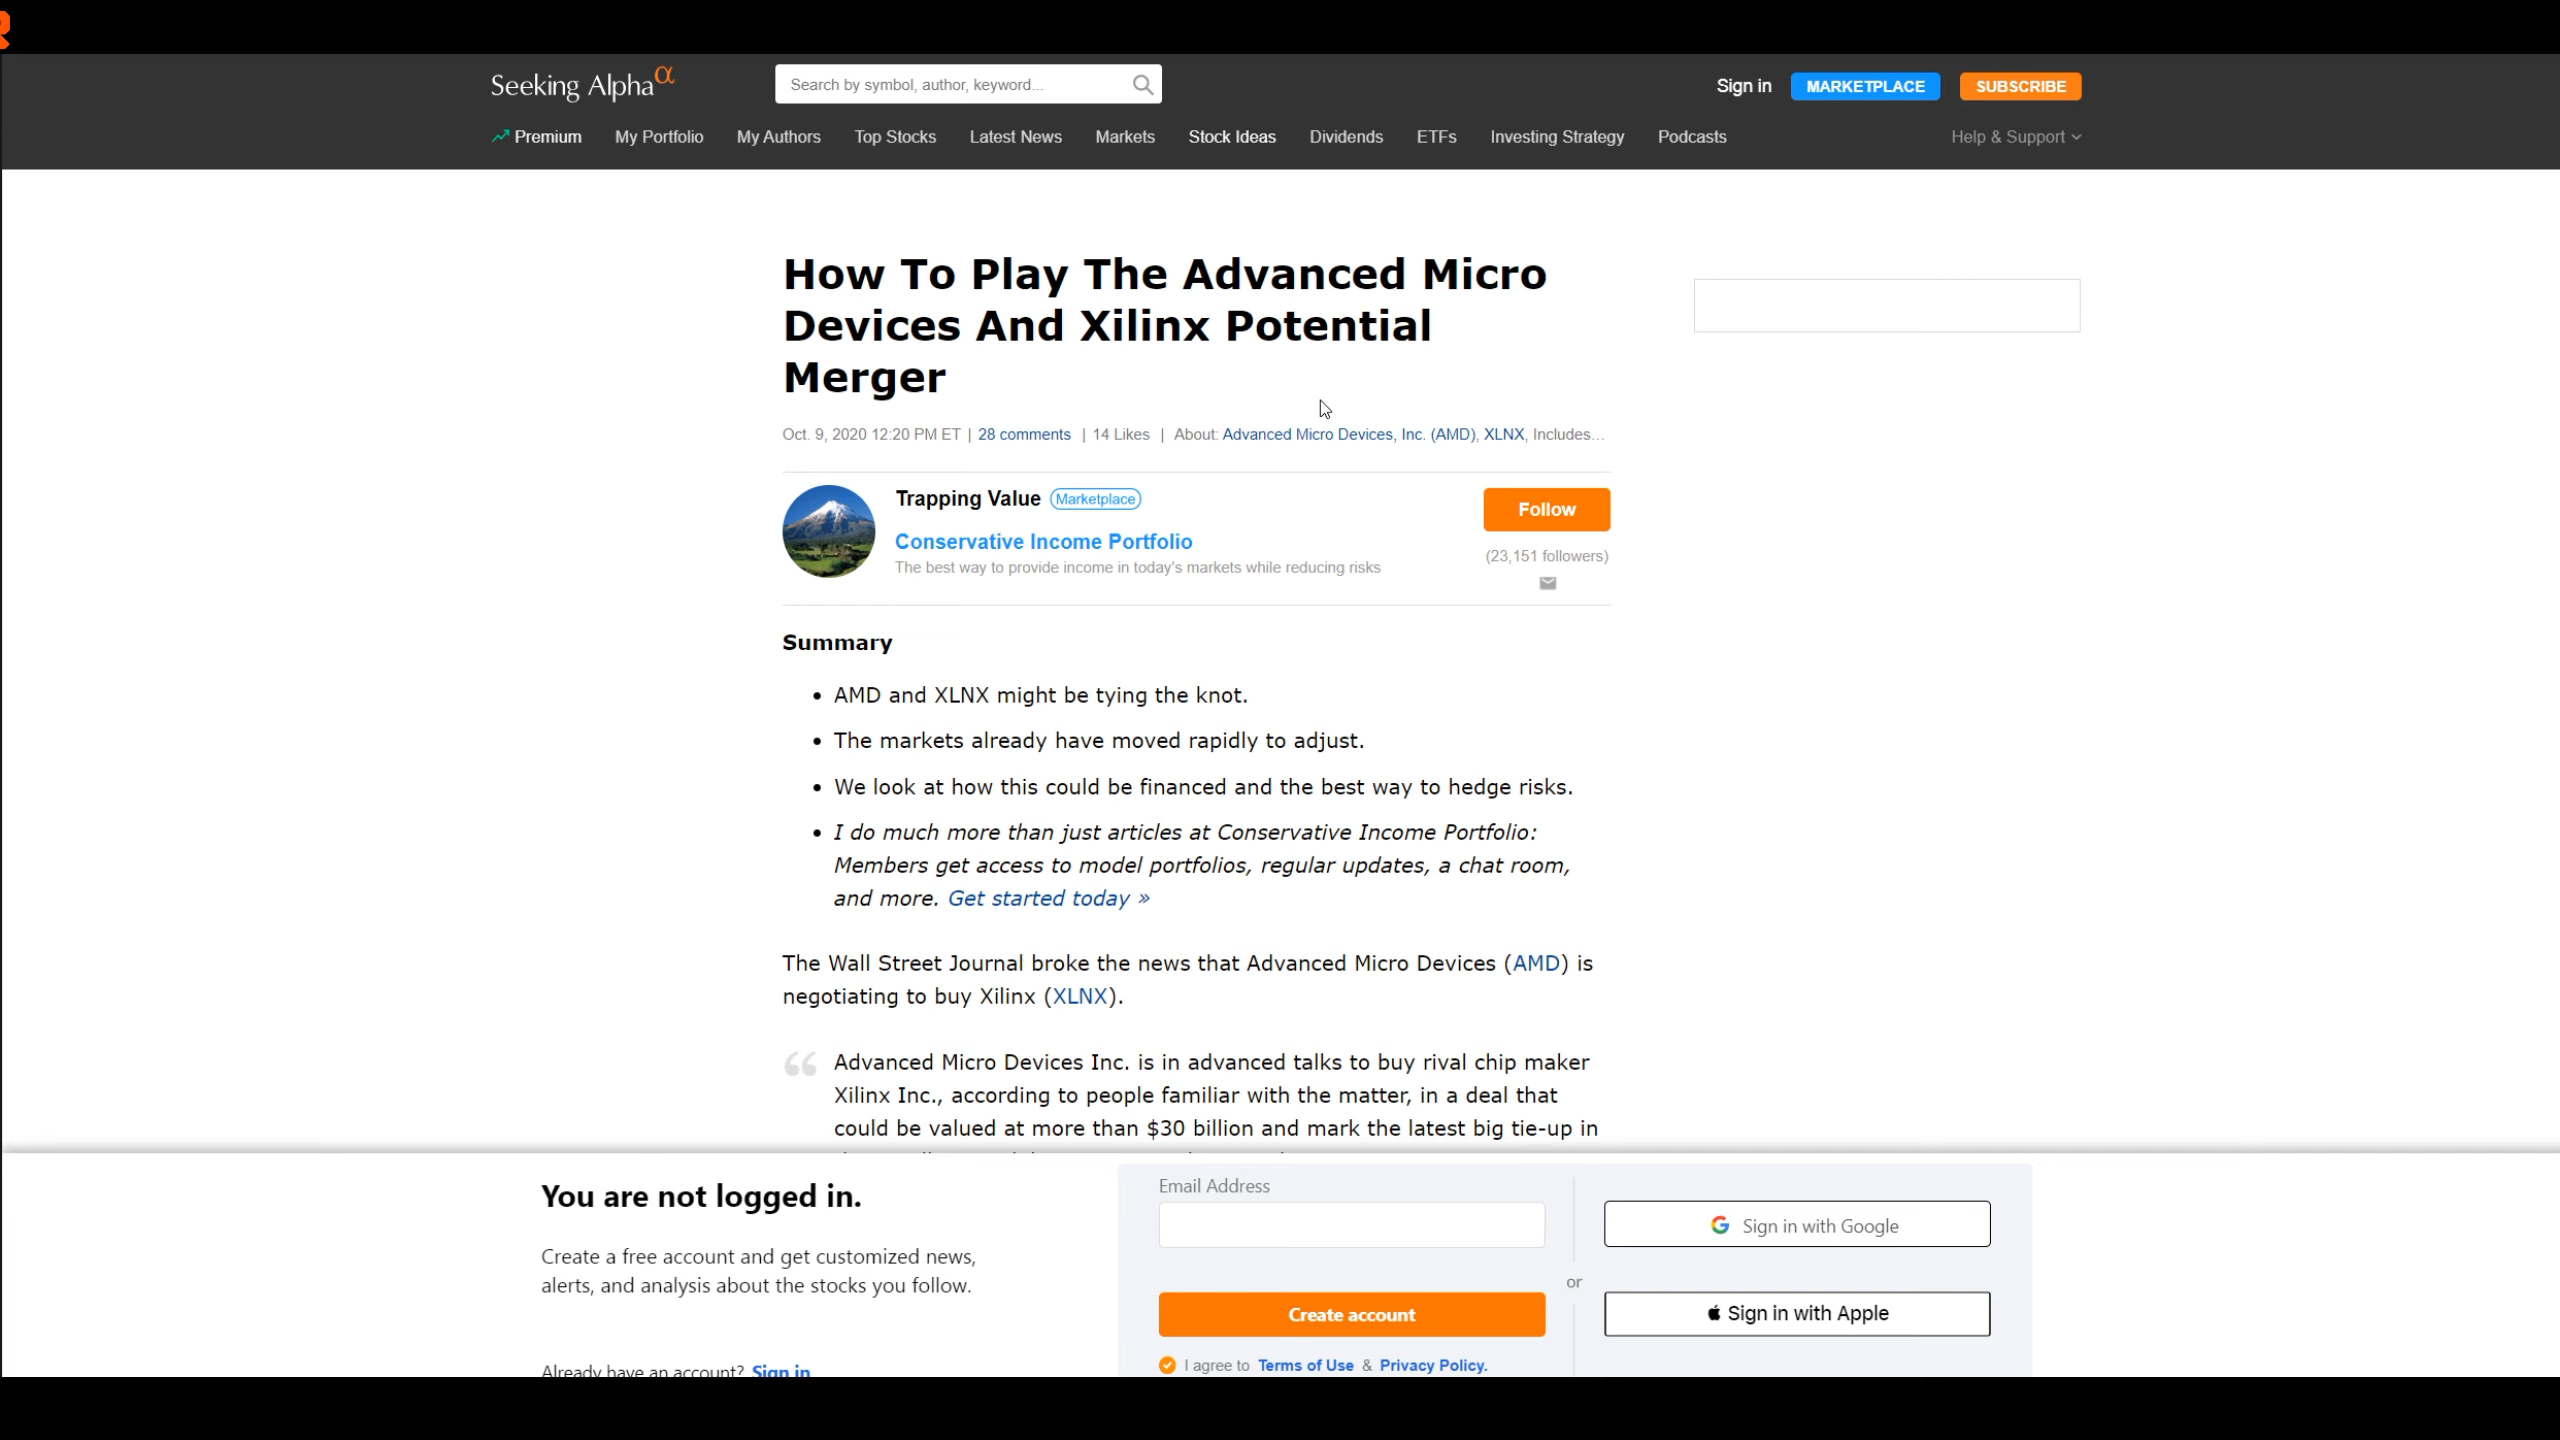 Seeking Alpha α
Search by symbol, author, keyword...
Sign in
MARKETPLACE
SUBSCRIBE
Premium
My Portfolio
My Authors
Top Stocks
Latest News
Markets
Stock Ideas
Dividends
ETFs
Investing Strategy
Podcasts
Help & Support
How To Play The Advanced Micro
Devices And Xilinx Potential
Merger
Oct. 9, 2020 12:20 PM ET | 28 comments | 14 Likes | About: Advanced Micro Devices, Inc. (AMD), XLNX, Includes...
Trapping Value Marketplace
Conservative Income Portfolio
The best way to provide income in today's markets while reducing risks
Follow
(23,151 followers)
Summary
• AMD and XLNX might be tying the knot.
• The markets already have moved rapidly to adjust.
• We look at how this could be financed and the best way to hedge risks.
• I do much more than just articles at Conservative Income Portfolio:
Members get access to model portfolios, regular updates, a chat room,
and more. Get started today »
The Wall Street Journal broke the news that Advanced Micro Devices (AMD) is
negotiating to buy Xilinx (XLNX).
“ Advanced Micro Devices Inc. is in advanced talks to buy rival chip maker
Xilinx Inc., according to people familiar with the matter, in a deal that
could be valued at more than $30 billion and mark the latest big tie-up in
You are not logged in.
Create a free account and get customized news,
alerts, and analysis about the stocks you follow.
Already have an account? Sign in
Email Address
Create account
I agree to Terms of Use & Privacy Policy.
or
Sign in with Google
Sign in with Apple